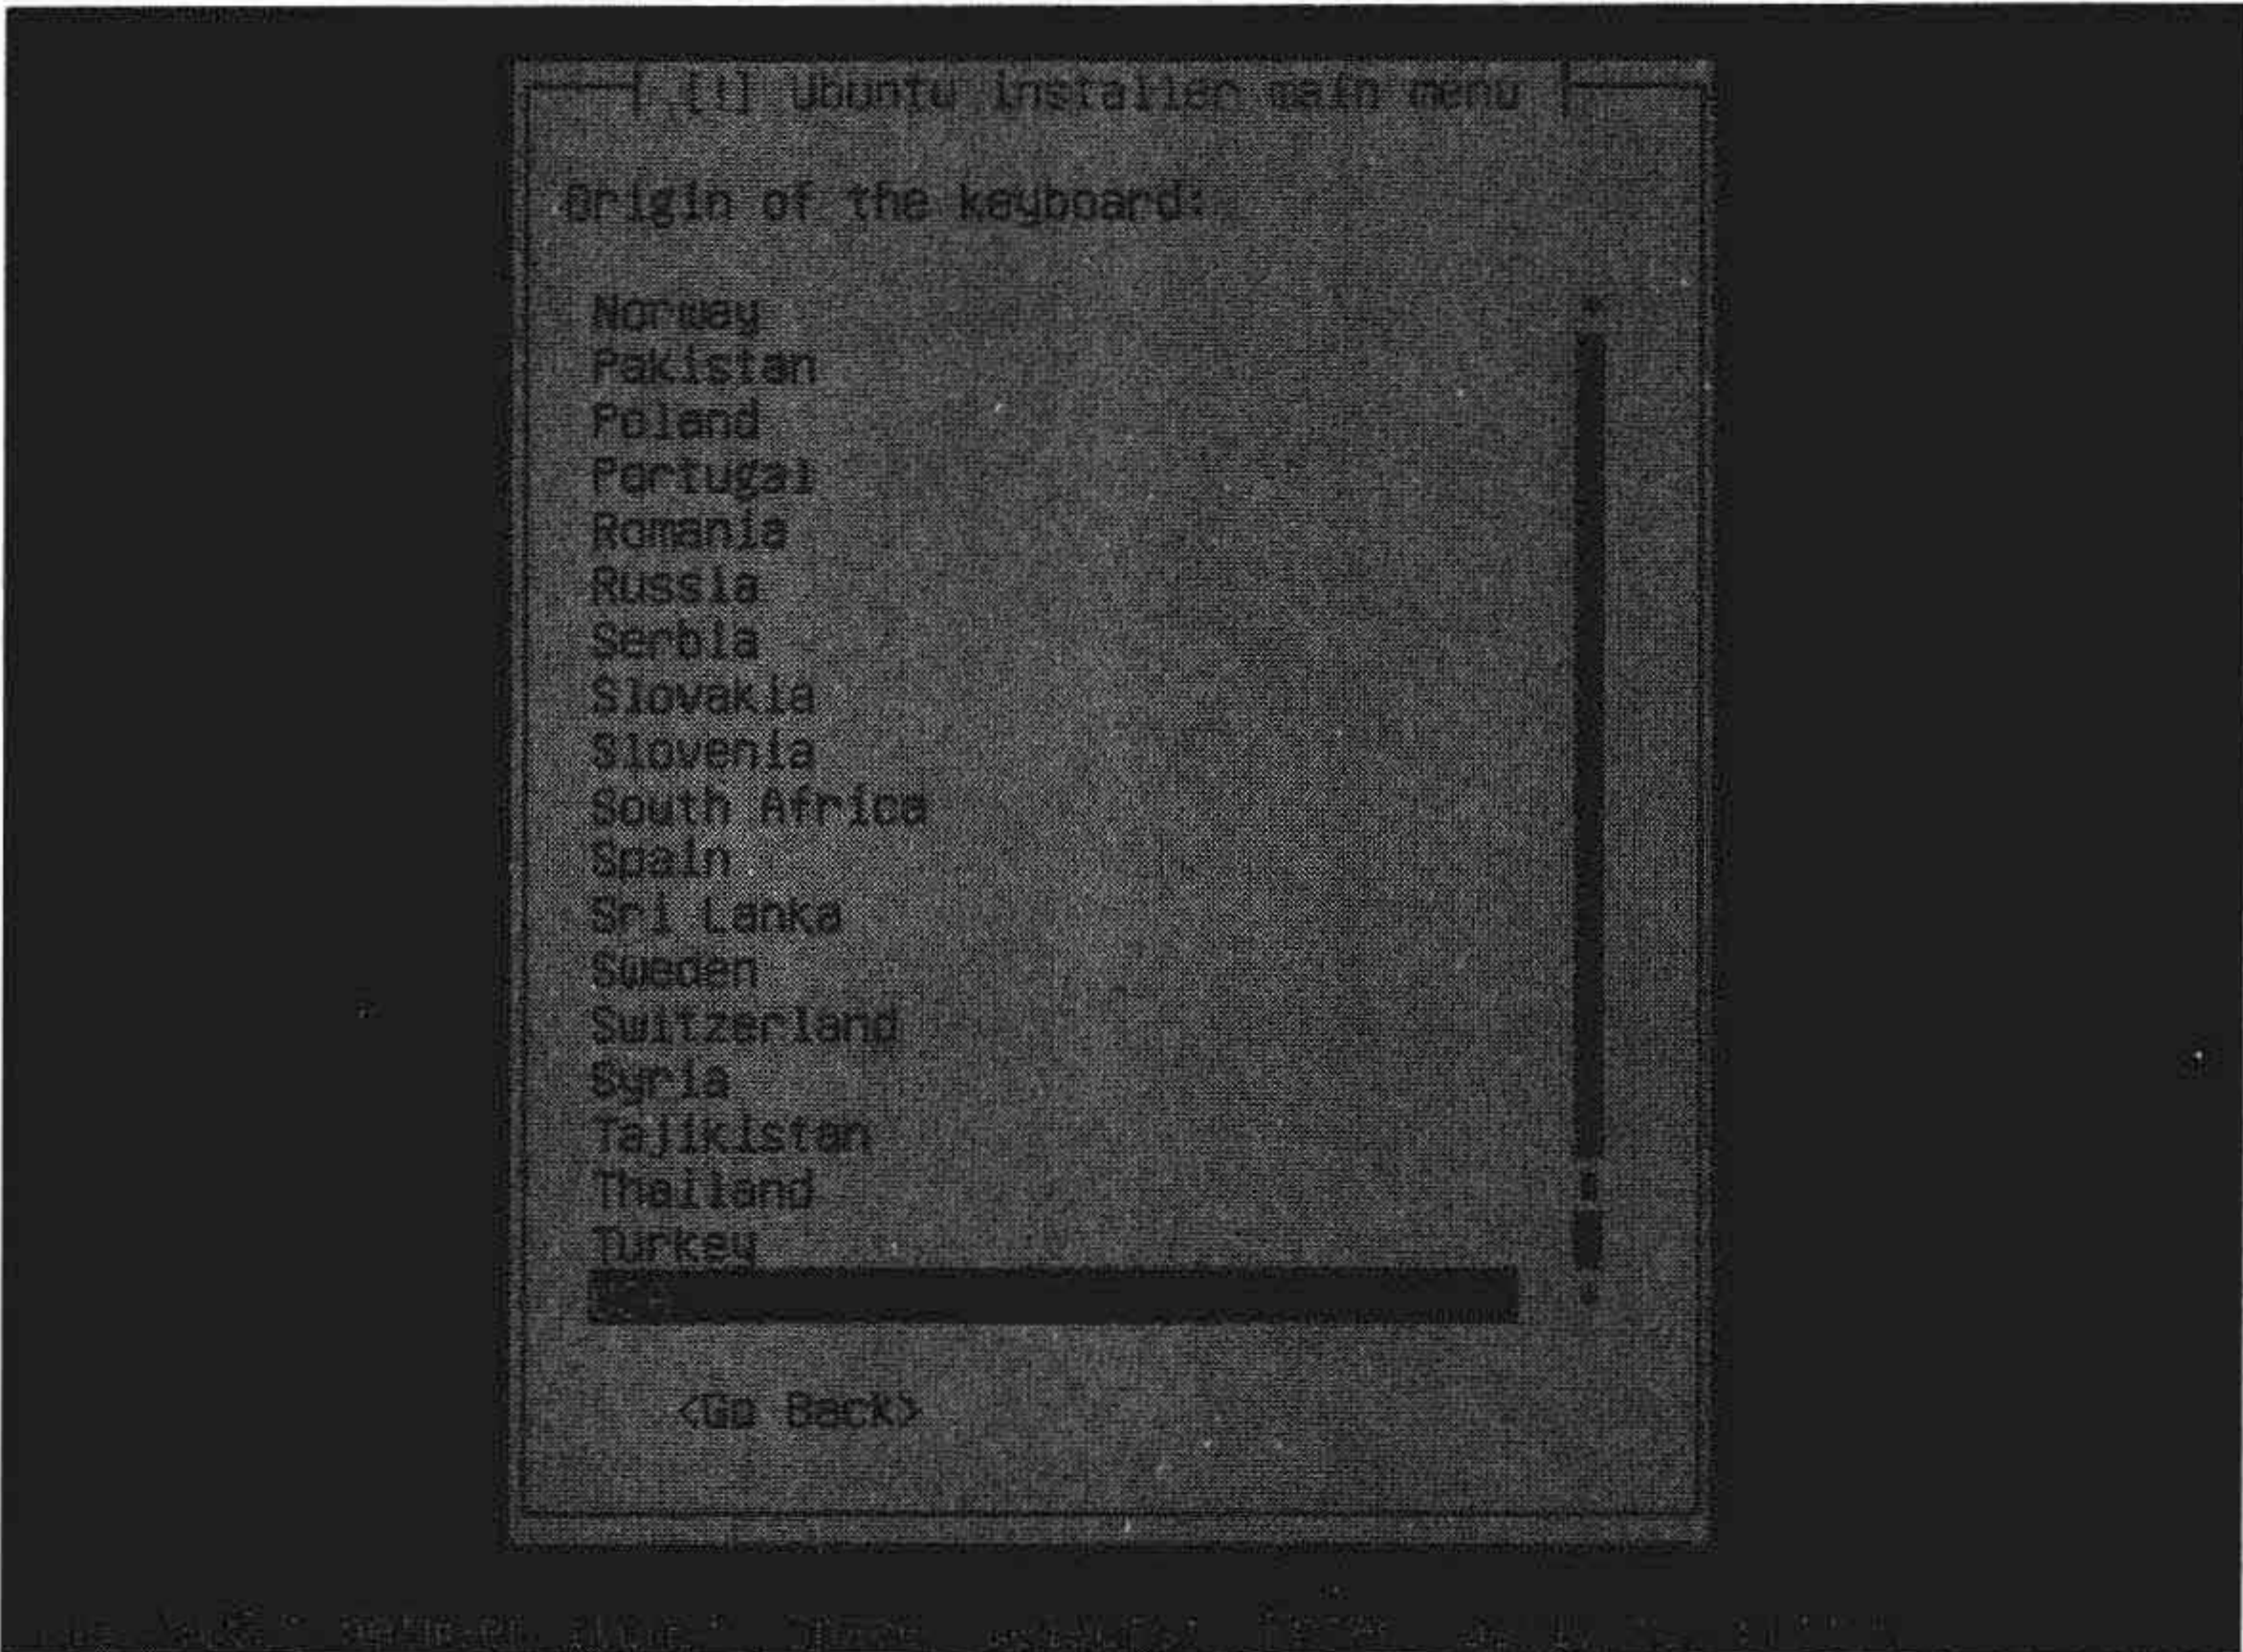 [!] Ubuntu installer main menu
Origin of the keyboard:
Norway
Pakistan
Poland
Portugal
Romania
Russia
Serbia
Slovakia
Slovenia
South Africa
Spain
Sri Lanka
Sweden
Switzerland
Syria
Tajikistan
Thailand
Turkey
<Go Back>